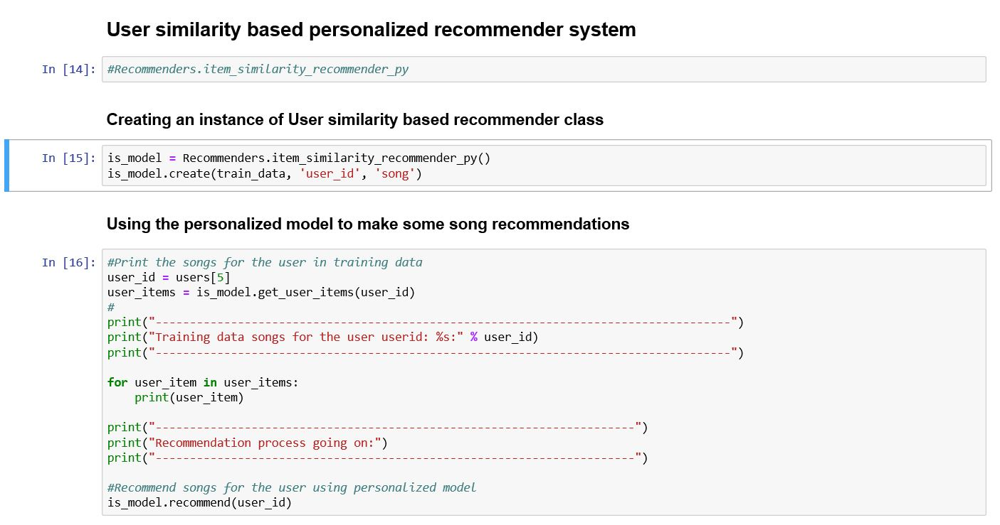 User similarity based personalized recommender system
In [14]: #Recommenders.item_similarity_recommender_py
Creating an instance of User similarity based recommender class
In [15]: is_model = Recommenders.item_similarity_recommender_py()
is_model.create(train_data, 'user_id', 'song')
Using the personalized model to make some song recommendations
In [16]: #Print the songs for the user in training data
user_id = users[5]
user_items = is_model.get_user_items(user_id)
#
print("------------------------------------------------------------------------------------")
print("Training data songs for the user userid: %s:" % user_id)
print("------------------------------------------------------------------------------------")
for user_item in user_items:
    print(user_item)
print("----------------------------------------------------------------------")
print("Recommendation process going on:")
print("----------------------------------------------------------------------")
#Recommend songs for the user using personalized model
is_model.recommend(user_id)